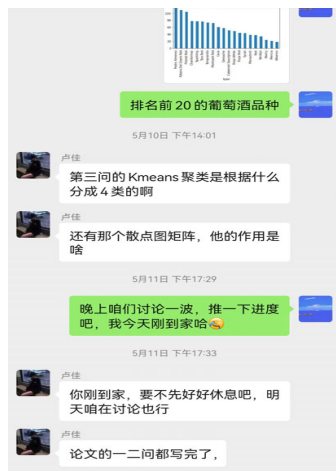 排名前 20 的葡萄酒品种
5月10日 下午14:01
卢佳
第三问的 Kmeans 聚类是根据什么
分成 4 类的啊
卢佳
还有那个散点图矩阵，他的作用是
啥
5月11日 下午17:29
晚上咱们讨论一波，推一下进度
吧，我今天刚到家哈
5月11日 下午17:33
卢佳
你刚到家，要不先好好休息吧，明
天咱在讨论也行
卢佳
论文的一二问都写完了，